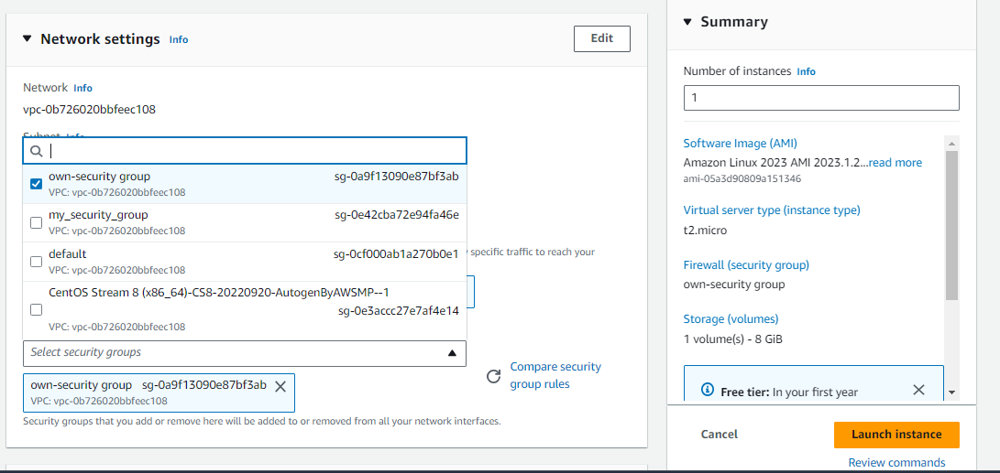 Network settings Info
Edit
Network Info
vpc-0b726020bbfeec108
Subnet Info
own-security group sg-0a9f13090e87bf3ab
VPC: vpc-0b726020bbfeec108
my_security_group sg-0e42cba72e94fa46e
VPC: vpc-0b726020bbfeec108
default sg-0cf000ab1a270b0e1
VPC: vpc-0b726020bbfeec108
specific traffic to reach your
CentOS Stream 8 (x86_64)-CS8-20220920-AutogenByAWSMP--1
sg-0e3accc27e7af4e14
VPC: vpc-0b726020bbfeec108
Select security groups
own-security group sg-0a9f13090e87bf3ab
VPC: vpc-0b726020bbfeec108
Compare security
group rules
Security groups that you add or remove here will be added to or removed from all your network interfaces.
Summary
Number of instances Info
1
Software Image (AMI)
Amazon Linux 2023 AMI 2023.1.2...read more
ami-05a3d90809a151346
Virtual server type (instance type)
t2.micro
Firewall (security group)
own-security group
Storage (volumes)
1 volume(s) - 8 GiB
Free tier: In your first year
Cancel
Launch instance
Review commands